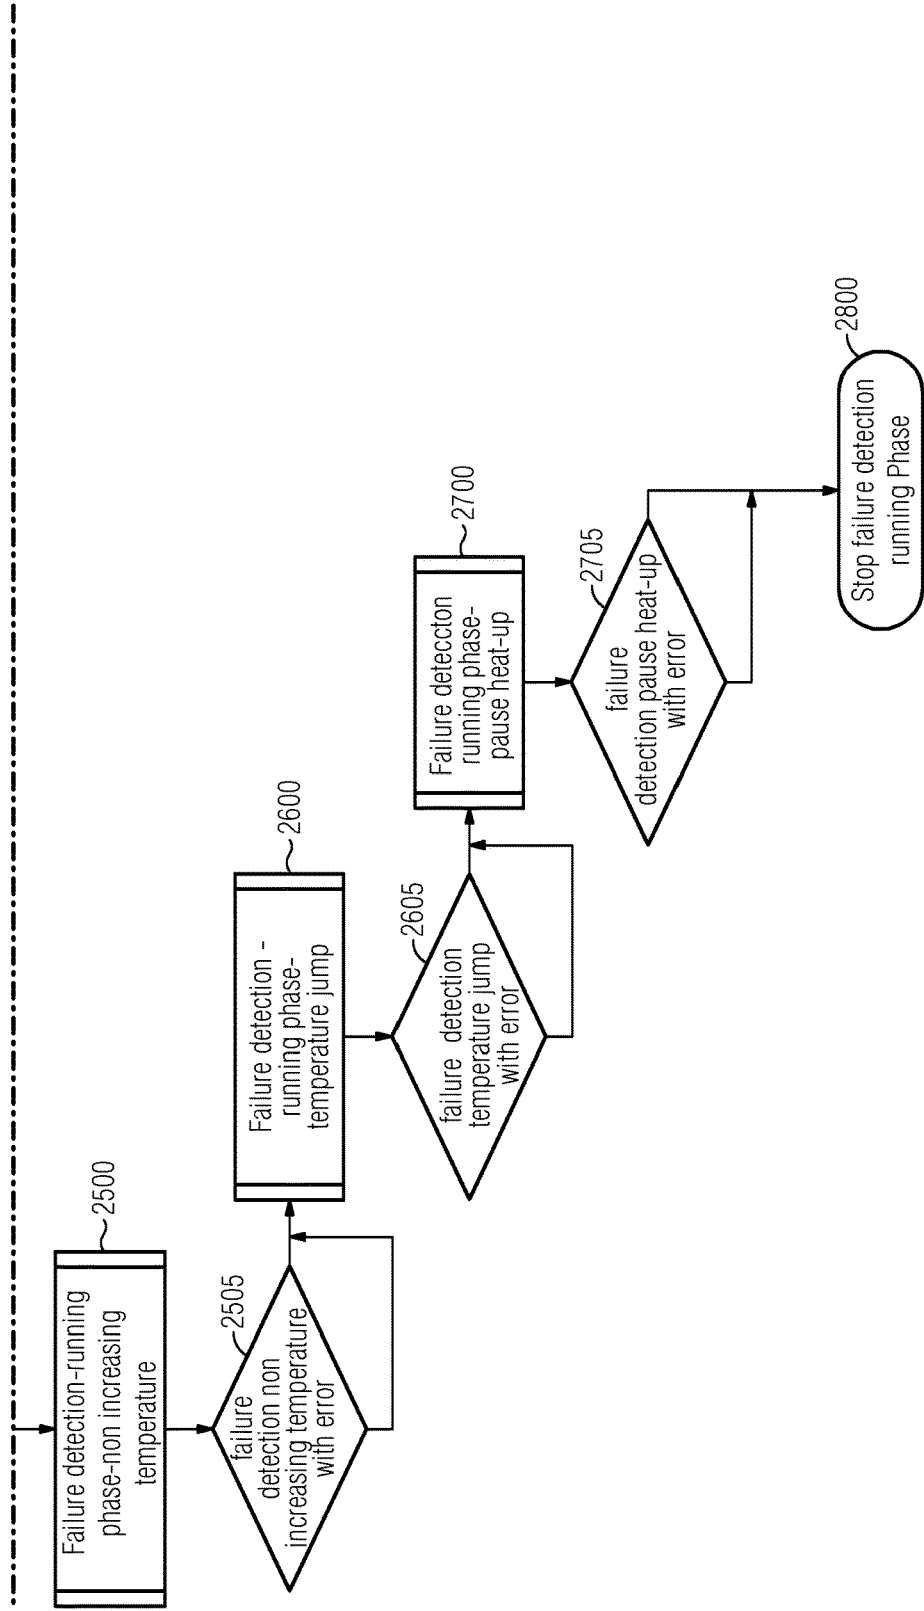 Failure detection-running
phase-non increasing
temperature
2500
failure
detection non
increasing temperature
with error
2505
Failure detection -
running phase-
temperature jump
2600
failure detection
temperature jump
with error
2605
Failure deteccton
running phase-
pause heat-up
2700
failure
detection pause heat-up
with error
2705
Stop failure detection
running Phase
2800